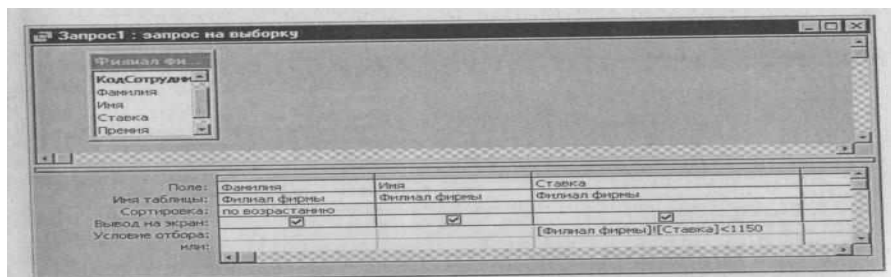 Запрос1 : запрос на выборку
Филиал фи...
КодСотрудни
Фамилия
Имя
Ставка
Премия
Поле: Фамилия Имя Ставка
Имя таблицы: Филиал фирмы Филиал фирмы Филиал фирмы
Сортировка: по возрастанию
Вывод на экран:
Условие отбора: [Филиал фирмы]![Ставка]<1150
или: